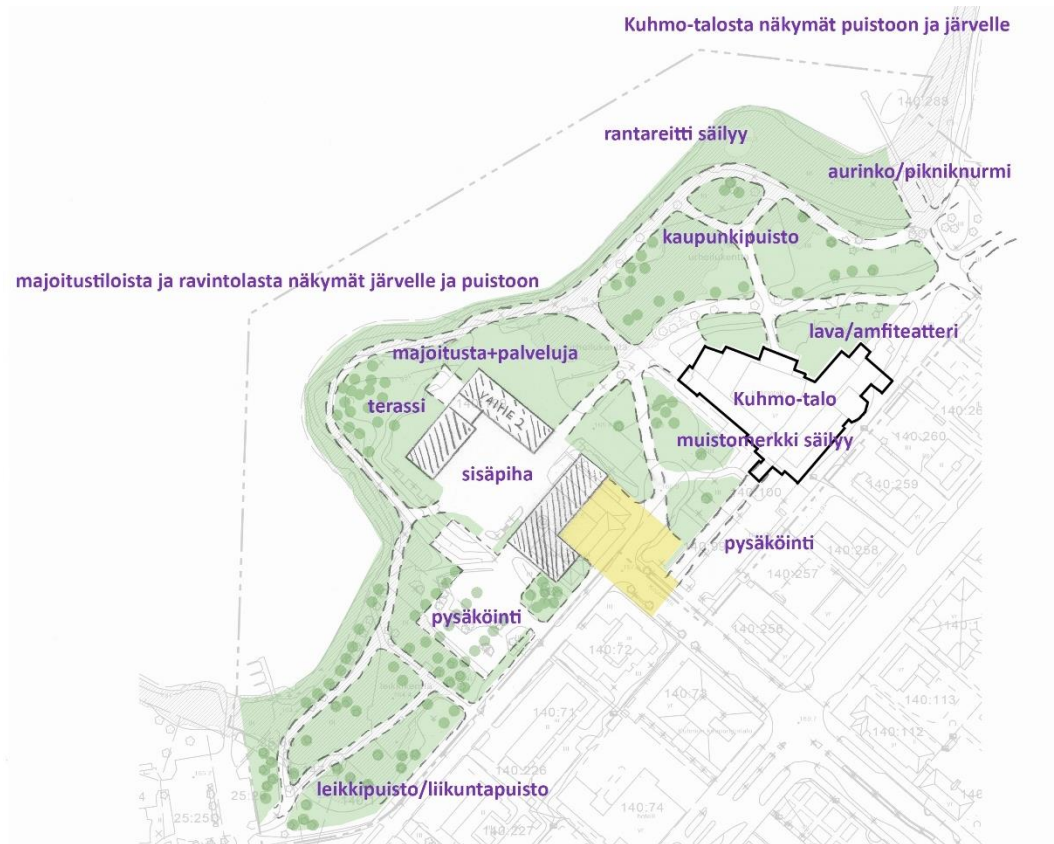 Kuhmo-talosta näkymät puistoon ja järvelle
140:288
rantareitti säilyy
aurinko/pikniknurmi
kaupunkipuisto
majoitustiloista ja ravintolasta näkymät järvelle ja puistoon
lava/amfiteatteri
majoitusta+palveluja
VAIHE 2
Kuhmo-talo
terassi
muistomerkki säilyy
140:260
sisäpiha
140:259
140:100
pysäköinti
140:258
140:257
pysäköinti
140:256
140:72
140:73
140:71
140:113
140:112
leikkipuisto/liikuntapuisto
140:226
25:250
140:74
140:227